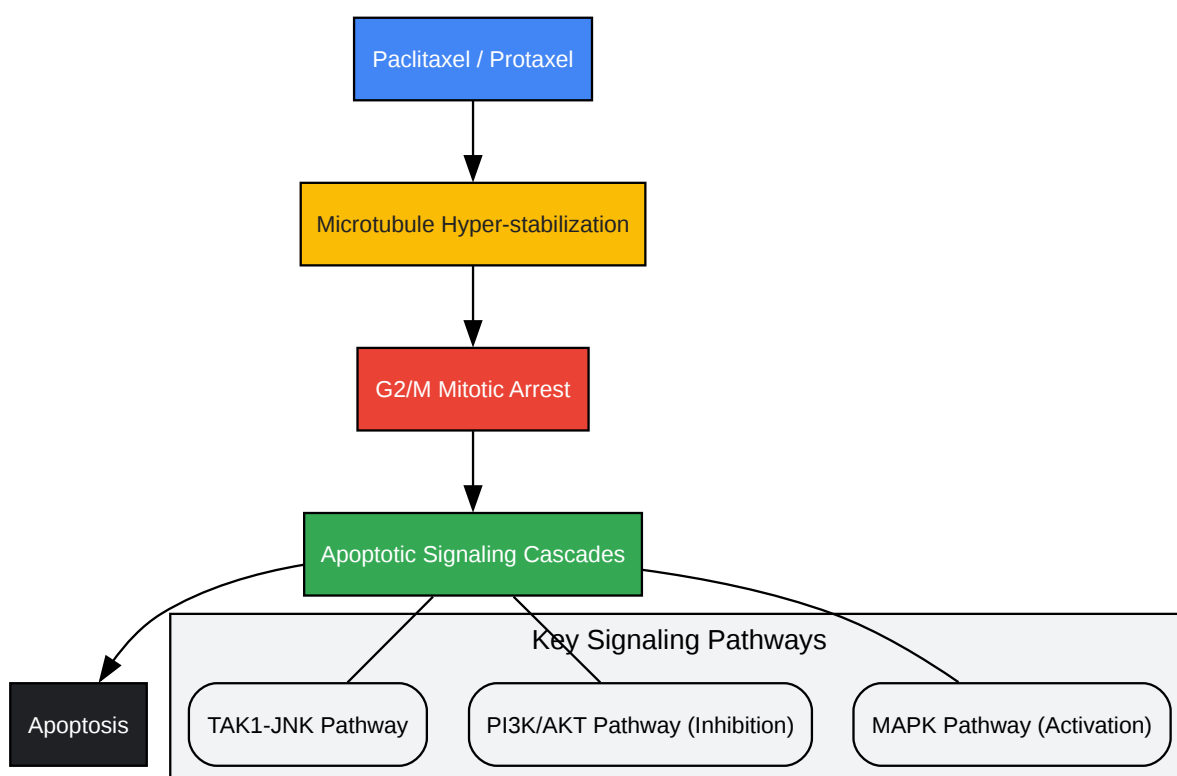 Paclitaxel / Protaxel
Microtubule Hyper-stabilization
G2/M Mitotic Arrest
Apoptotic Signaling Cascades
Key Signaling Pathways
Apoptosis
TAK1-JNK Pathway
PI3K/AKT Pathway (Inhibition)
MAPK Pathway (Activation)